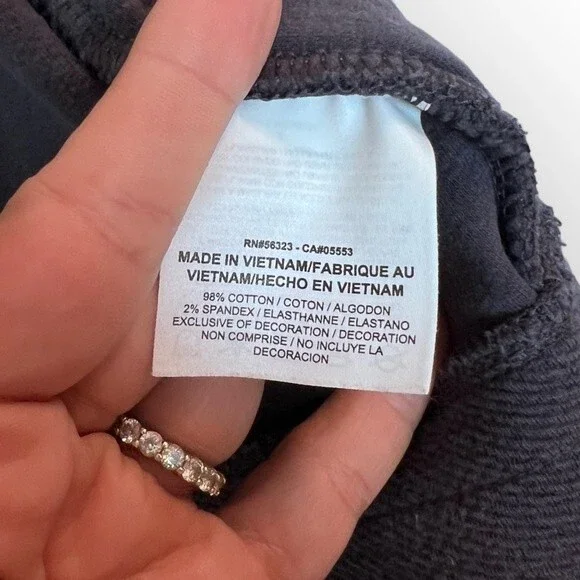 RN#56323 - CA#05553
MADE IN VIETNAM/FABRIQUE AU
VIETNAM/HECHO EN VIETNAM
98% COTTON / COTON / ALGODON
2% SPANDEX / ELASTHANNE / ELASTANO
EXCLUSIVE OF DECORATION / DECORATION
NON COMPRISE / NO INCLUYE LA
DECORACION